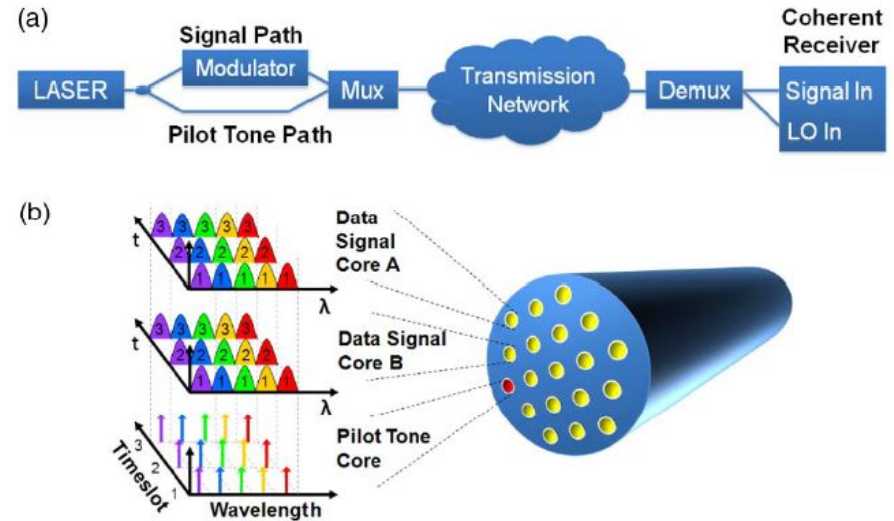 (a)
Signal Path
Modulator
LASER
Mux
Pilot Tone Path
Transmission
Network
Demux
Coherent
Receiver
Signal In
LO In
(b)
3 3 3 3 3
2 2 2 2 2
1 1 1 1 1
t
λ
Data
Signal
Core A
3 3 3 3 3
2 2 2 2 2
1 1 1 1 1
t
λ
Data Signal
Core B
3
2
1
Timeslot
Wavelength
Pilot Tone
Core